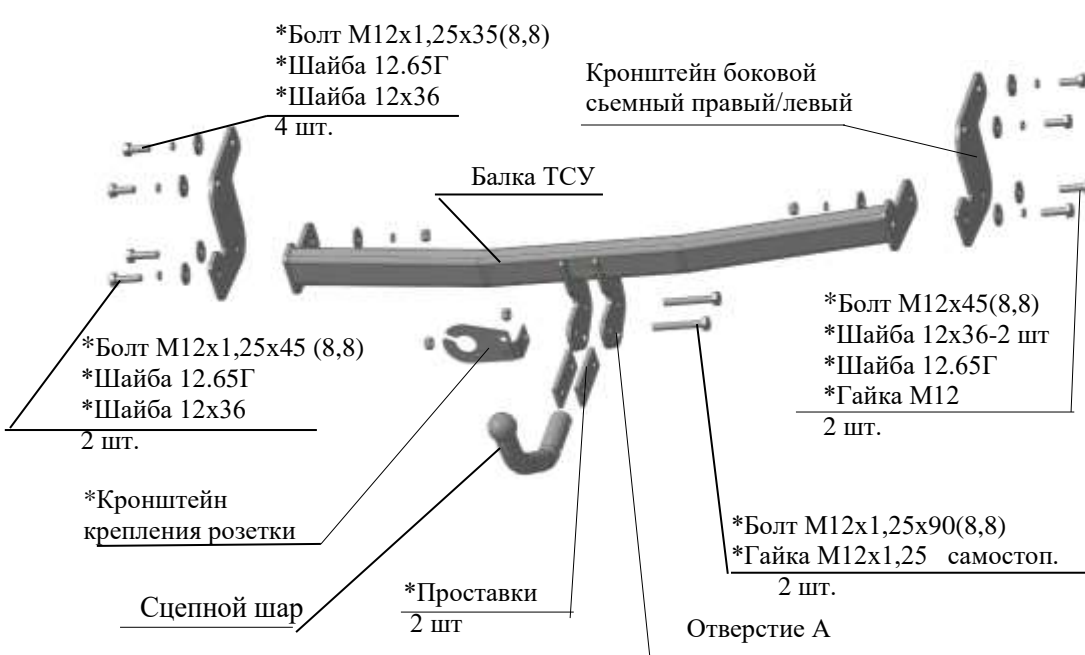 *Болт М12х1,25х35(8,8)
*Шайба 12.65Г
*Шайба 12х36
4 шт.
Кронштейн боковой
сьемный правый/левый
Балка ТСУ
*Болт М12х45(8,8)
*Шайба 12х36-2 шт
*Шайба 12.65Г
*Гайка М12
2 шт.
*Болт М12х1,25х45 (8,8)
*Шайба 12.65Г
*Шайба 12х36
2 шт.
*Кронштейн
крепления розетки
*Болт М12х1,25х90(8,8)
*Гайка М12х1,25 самостоп.
2 шт.
*Проставки
2 шт
Сцепной шар
Отверстие А